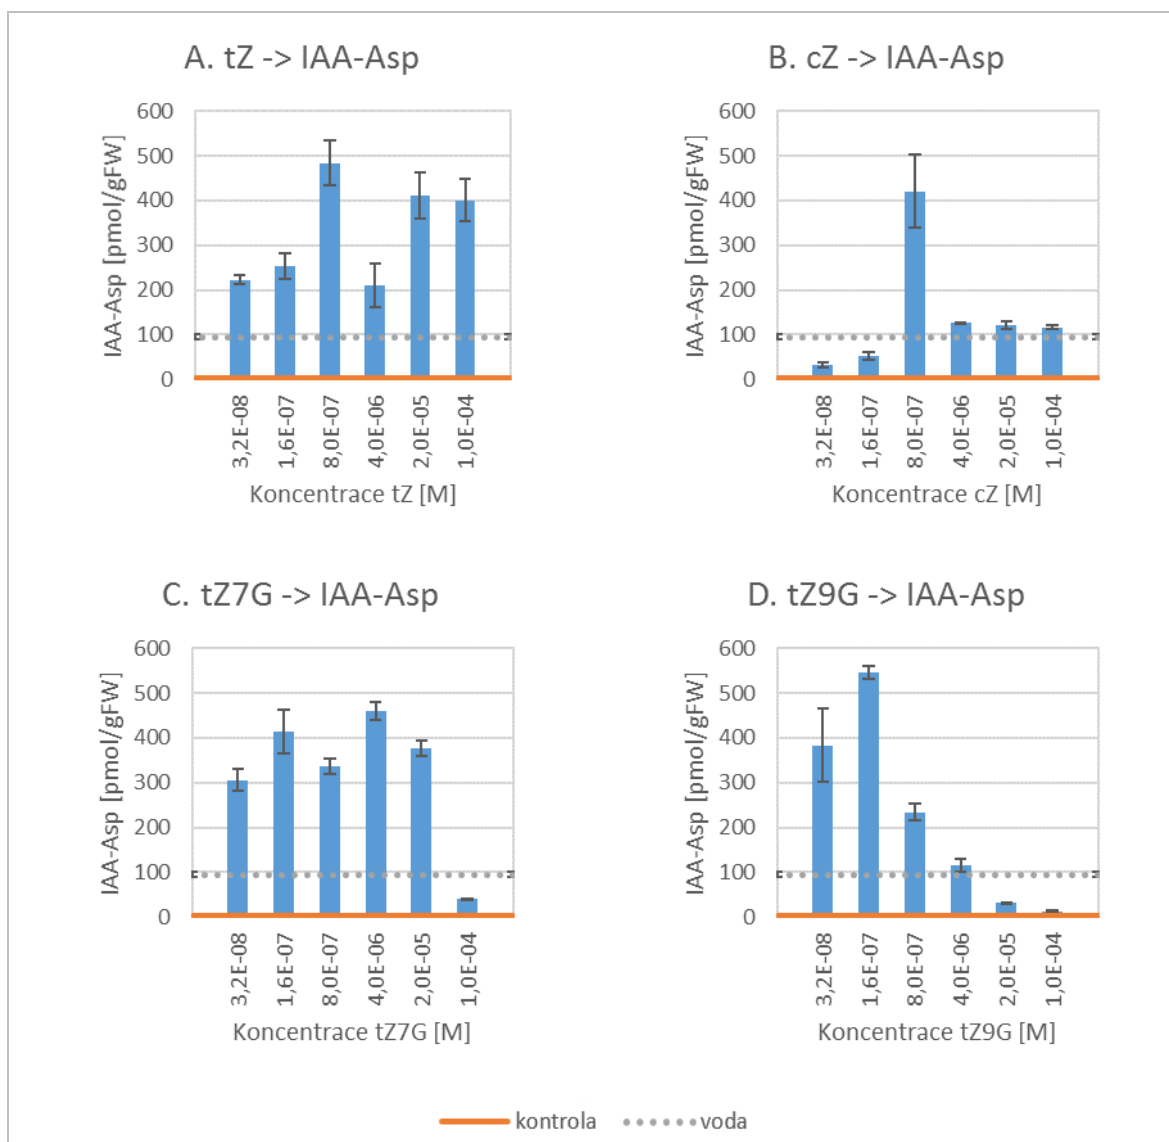 A. tZ -> IAA-Asp
IAA-Asp [pmol/gFW]
600
500
400
300
200
100
0
3,2E-08
1,6E-07
8,0E-07
4,0E-06
2,0E-05
1,0E-04
Koncentrace tZ [M]
B. cZ -> IAA-Asp
IAA-Asp [pmol/gFW]
600
500
400
300
200
100
0
3,2E-08
1,6E-07
8,0E-07
4,0E-06
2,0E-05
1,0E-04
Koncentrace cZ [M]
C. tZ7G -> IAA-Asp
IAA-Asp [pmol/gFW]
600
500
400
300
200
100
0
3,2E-08
1,6E-07
8,0E-07
4,0E-06
2,0E-05
1,0E-04
Koncentrace tZ7G [M]
D. tZ9G -> IAA-Asp
IAA-Asp [pmol/gFW]
600
500
400
300
200
100
0
3,2E-08
1,6E-07
8,0E-07
4,0E-06
2,0E-05
1,0E-04
Koncentrace tZ9G [M]
kontrola
voda